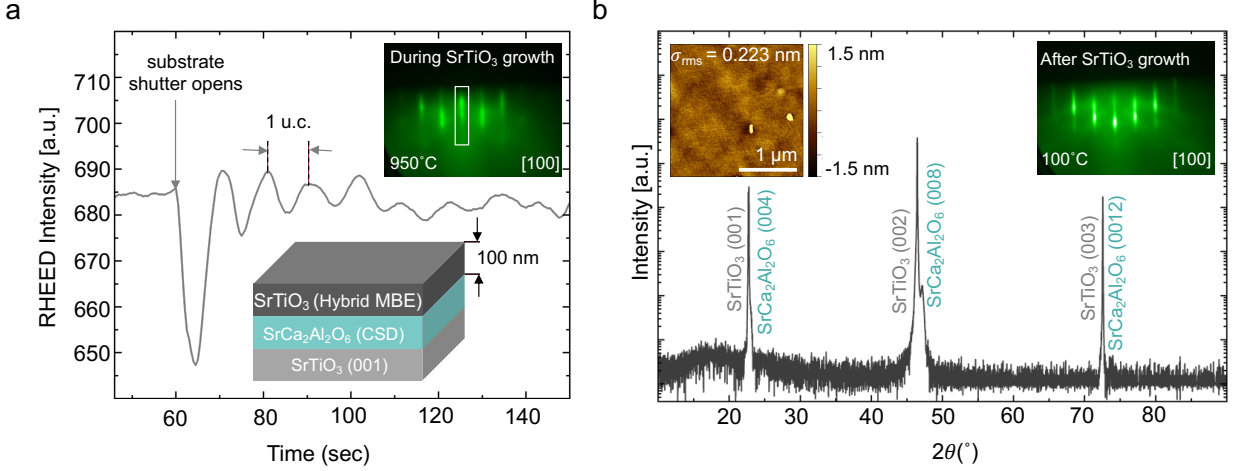 a
RHEED Intensity [a.u.]
710
700
690
680
670
660
650
40
60
80
100
120
140
Time (sec)
substrate
shutter opens
1 u.c.
During SrTiO₃ growth
950˚C
[100]
100 nm
SrTiO₃ (Hybrid MBE)
SrCa₂Al₂O₆ (CSD)
SrTiO₃ (001)
b
Intensity [a.u.]
σrms = 0.223 nm
1 μm
1.5 nm
-1.5 nm
After SrTiO₃ growth
100˚C
[100]
SrTiO₃ (001)
SrCa₂Al₂O₆ (004)
SrTiO₃ (002)
SrCa₂Al₂O₆ (008)
SrTiO₃ (003)
SrCa₂Al₂O₆ (0012)
20
30
40
50
60
70
80
2θ(˚)